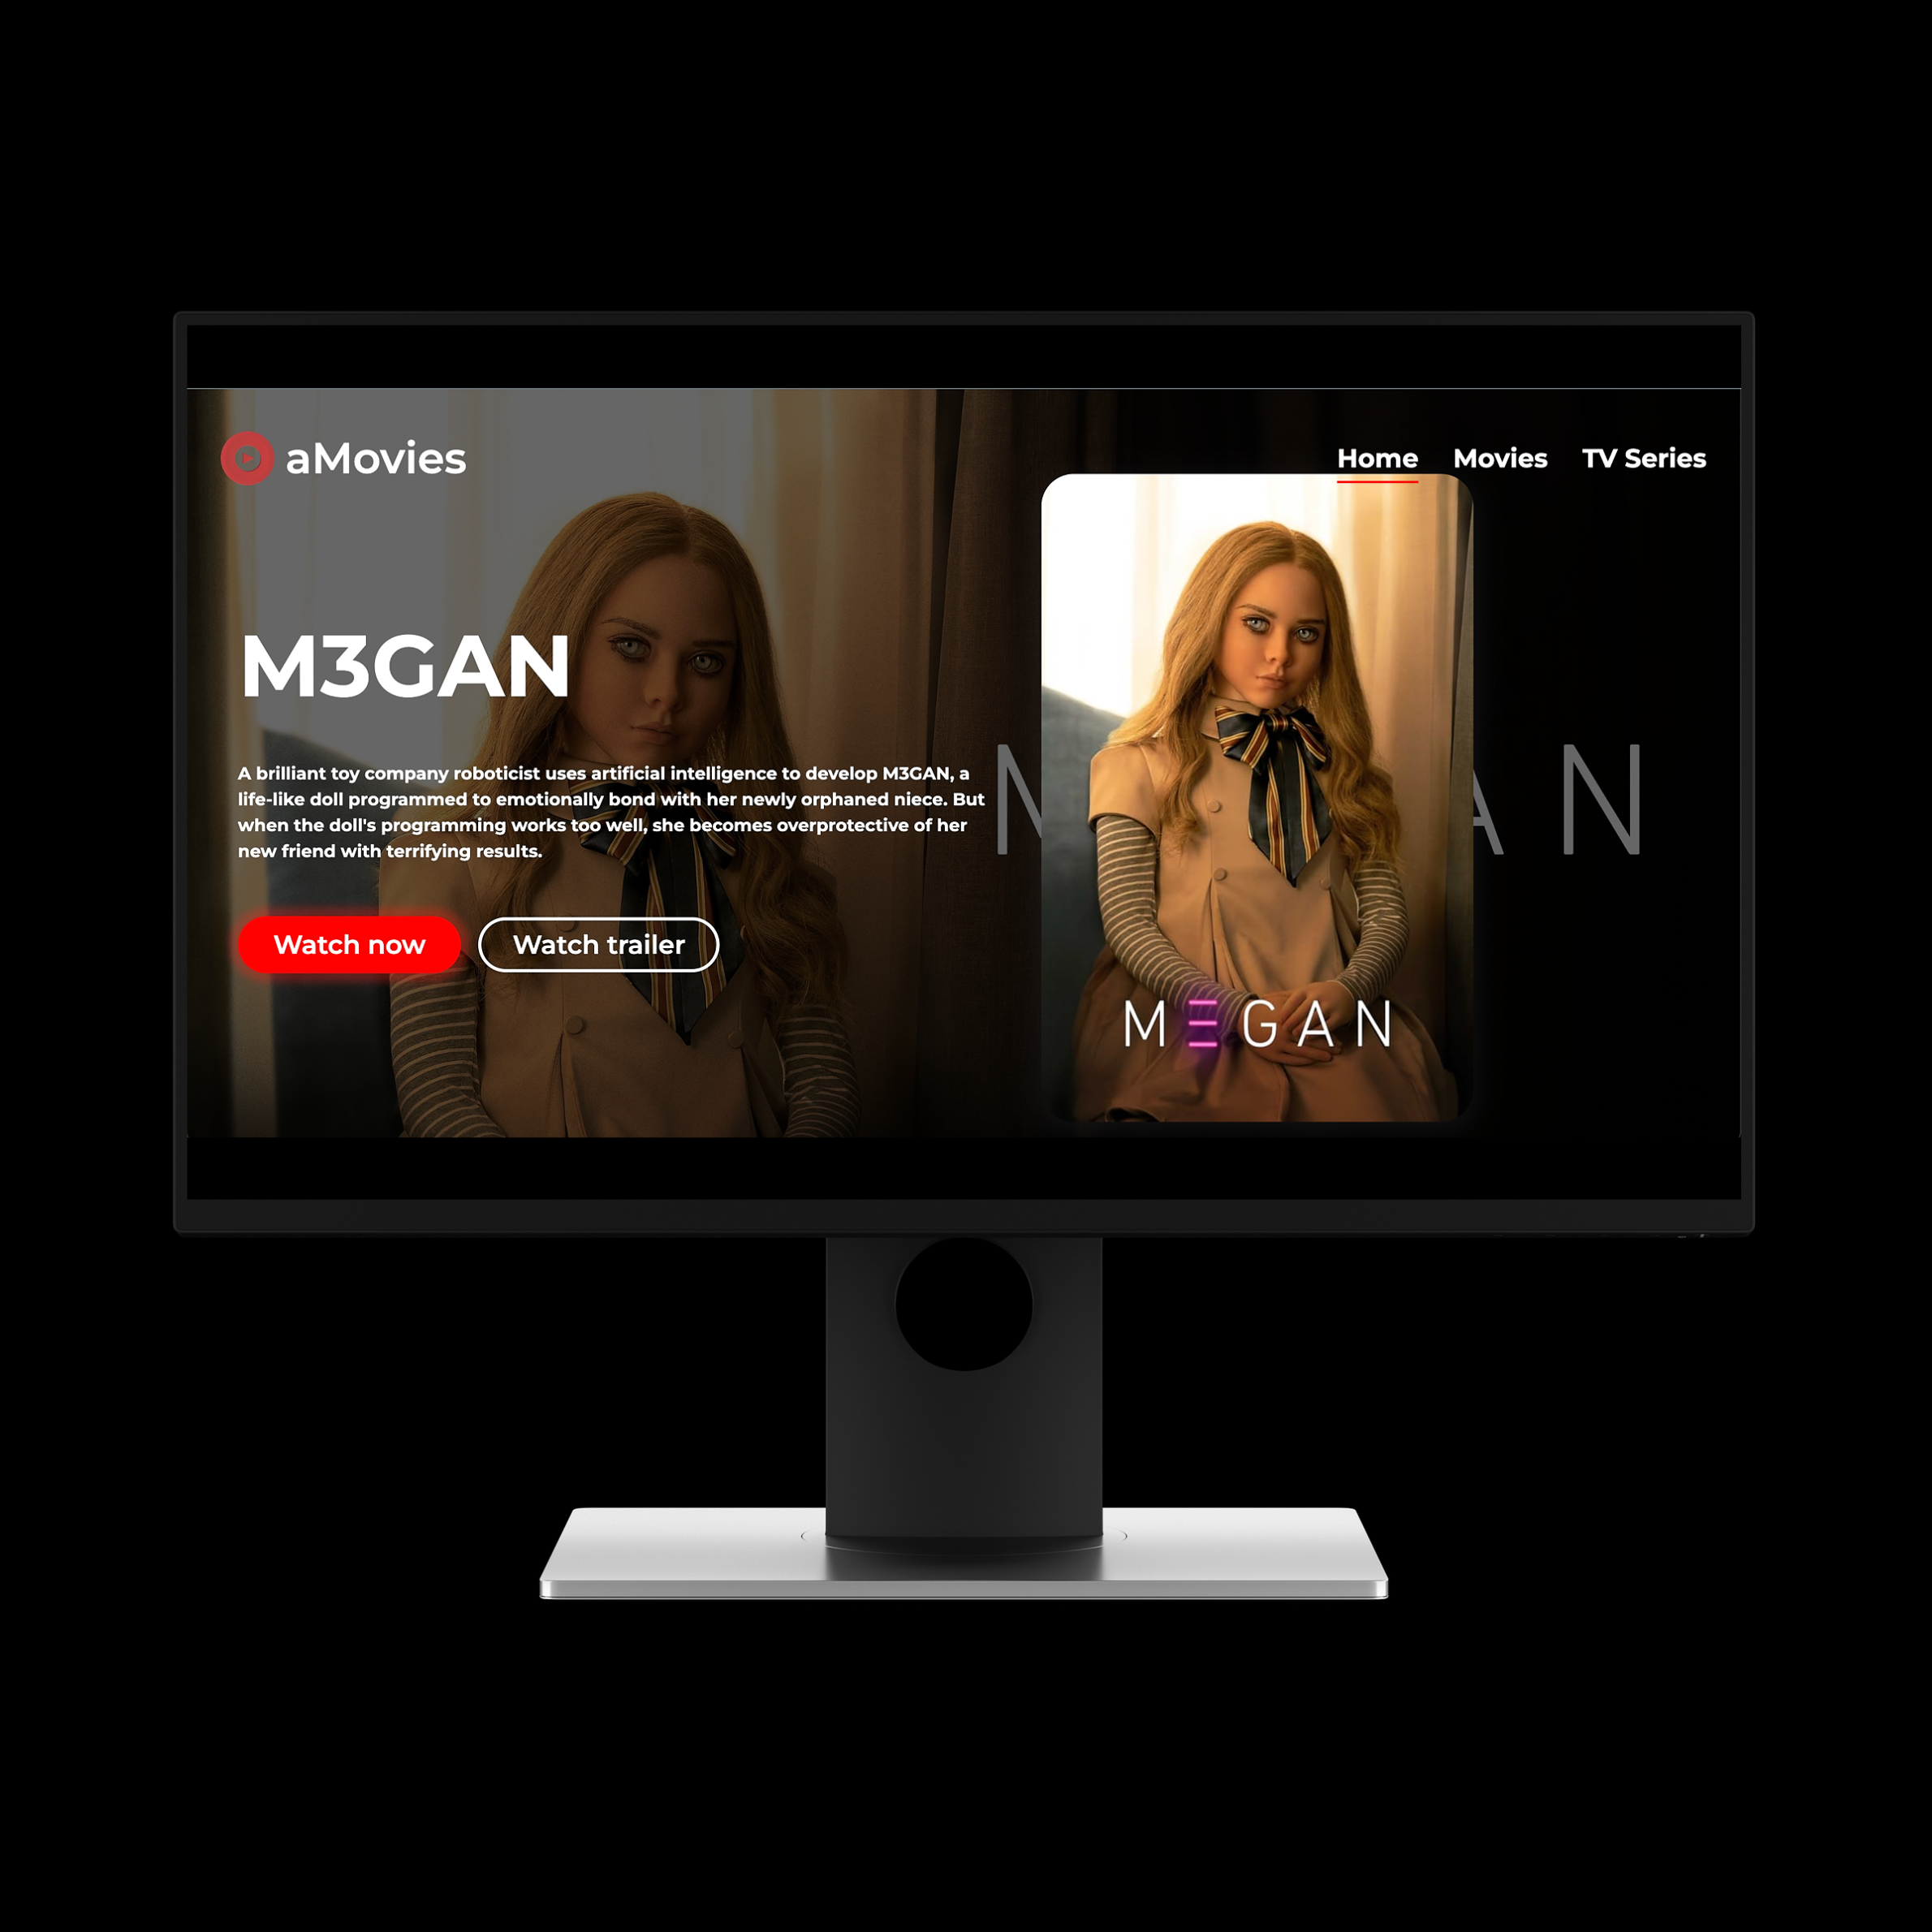 aMovies
Home Movies TV Series
M3GAN
A brilliant toy company roboticist uses artificial intelligence to develop M3GAN, a
life-like doll programmed to emotionally bond with her newly orphaned niece. But
when the doll's programming works too well, she becomes overprotective of her
new friend with terrifying results.
Watch now Watch trailer
M AN
MΞGAN